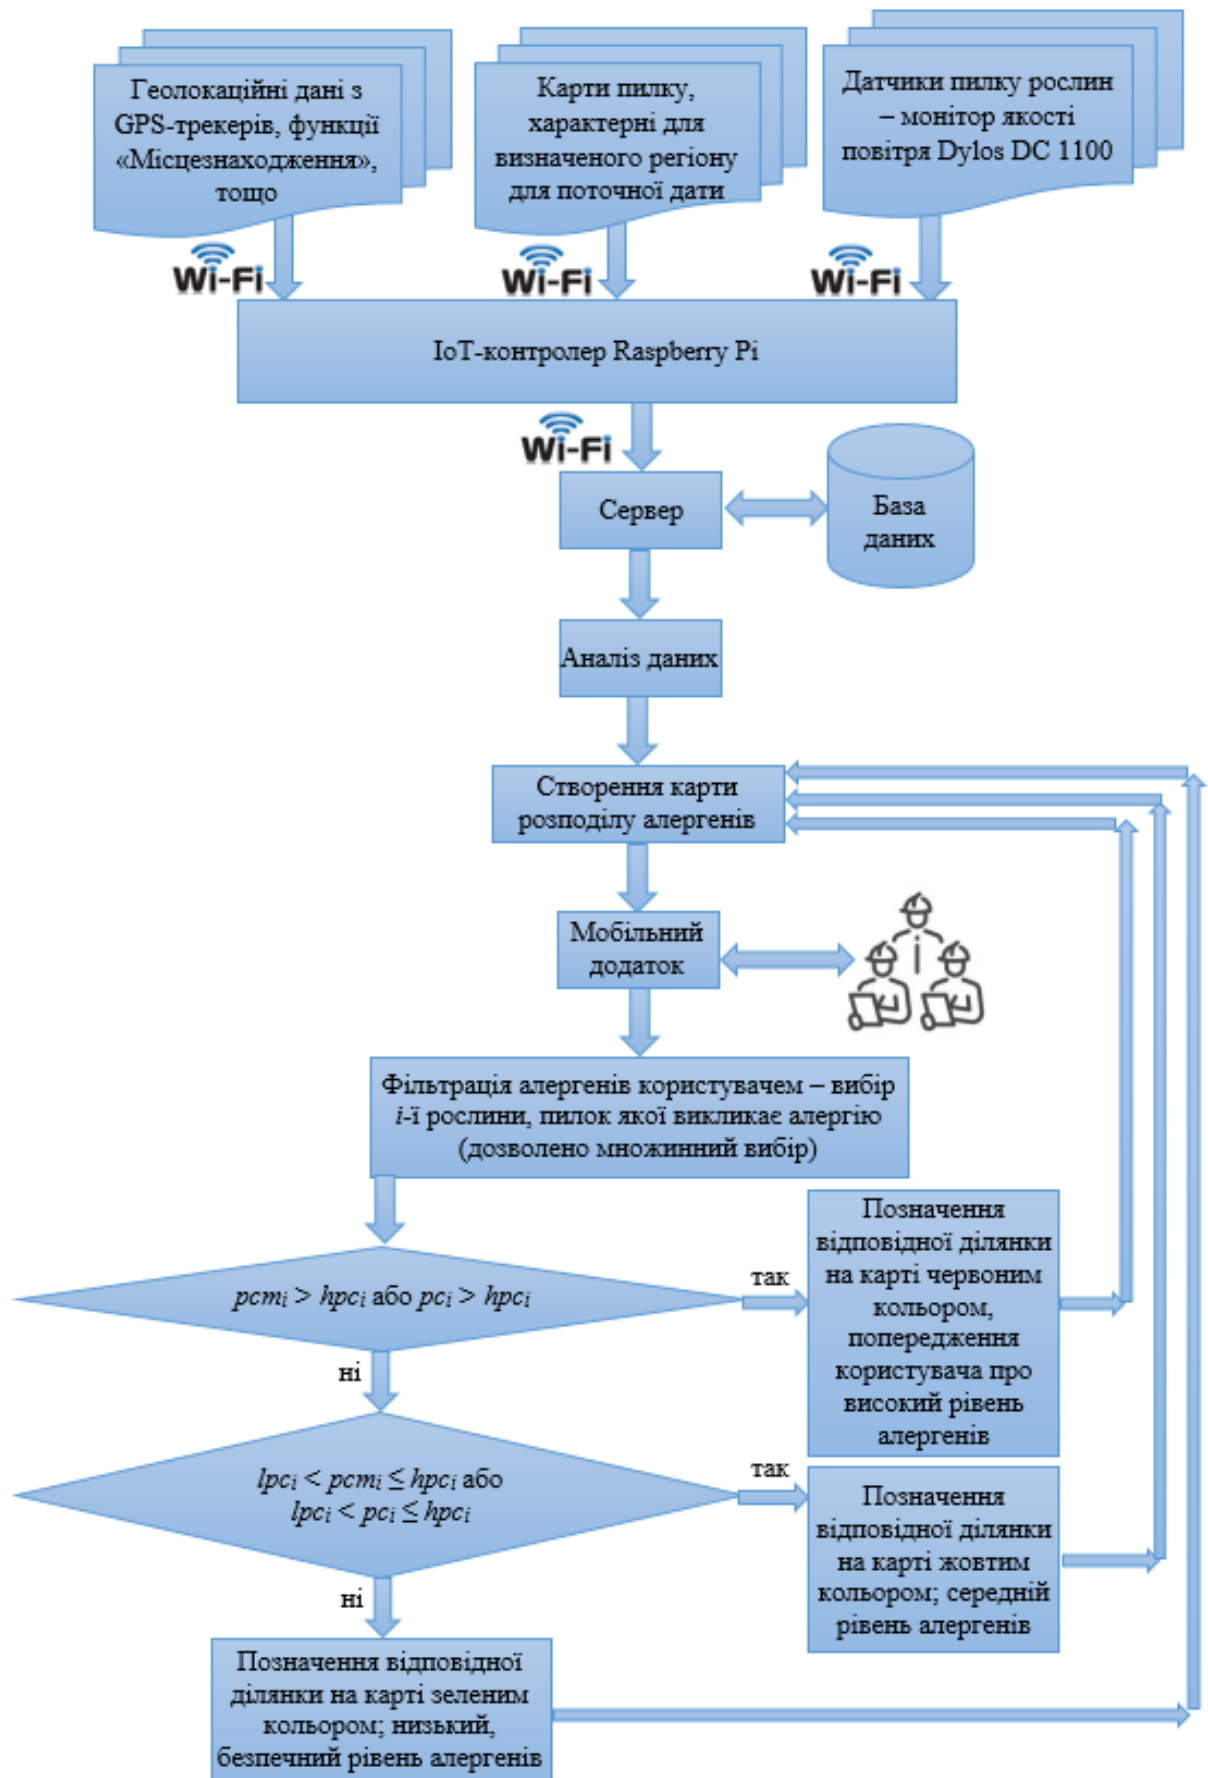 Геолокаційні дані з
GPS-трекерів, функції
«Місцезнаходження»,
тощо
Карти пилку,
характерні для
визначеного регіону
для поточної дати
Датчики пилку рослин
– монітор якості
повітря Dylos DC 1100
Wi-Fi
Wi-Fi
Wi-Fi
IoT-контролер Raspberry Pi
Wi-Fi
Сервер
База
даних
Аналіз даних
Створення карти
розподілу алергенів
Мобільний
додаток
Фільтрація алергенів користувачем – вибір
i-ї рослини, пилок якої викликає алергію
(дозволено множинний вибір)
pcmi > hpci або pci > hpci
так
Позначення
відповідної ділянки
на карті червоним
кольором,
попередження
користувача про
високий рівень
алергенів
ні
lpci < pcmi ≤ hpci або
lpci < pci ≤ hpci
так
Позначення
відповідної ділянки
на карті жовтим
кольором; середній
рівень алергенів
ні
Позначення відповідної
ділянки на карті зеленим
кольором; низький,
безпечний рівень алергенів